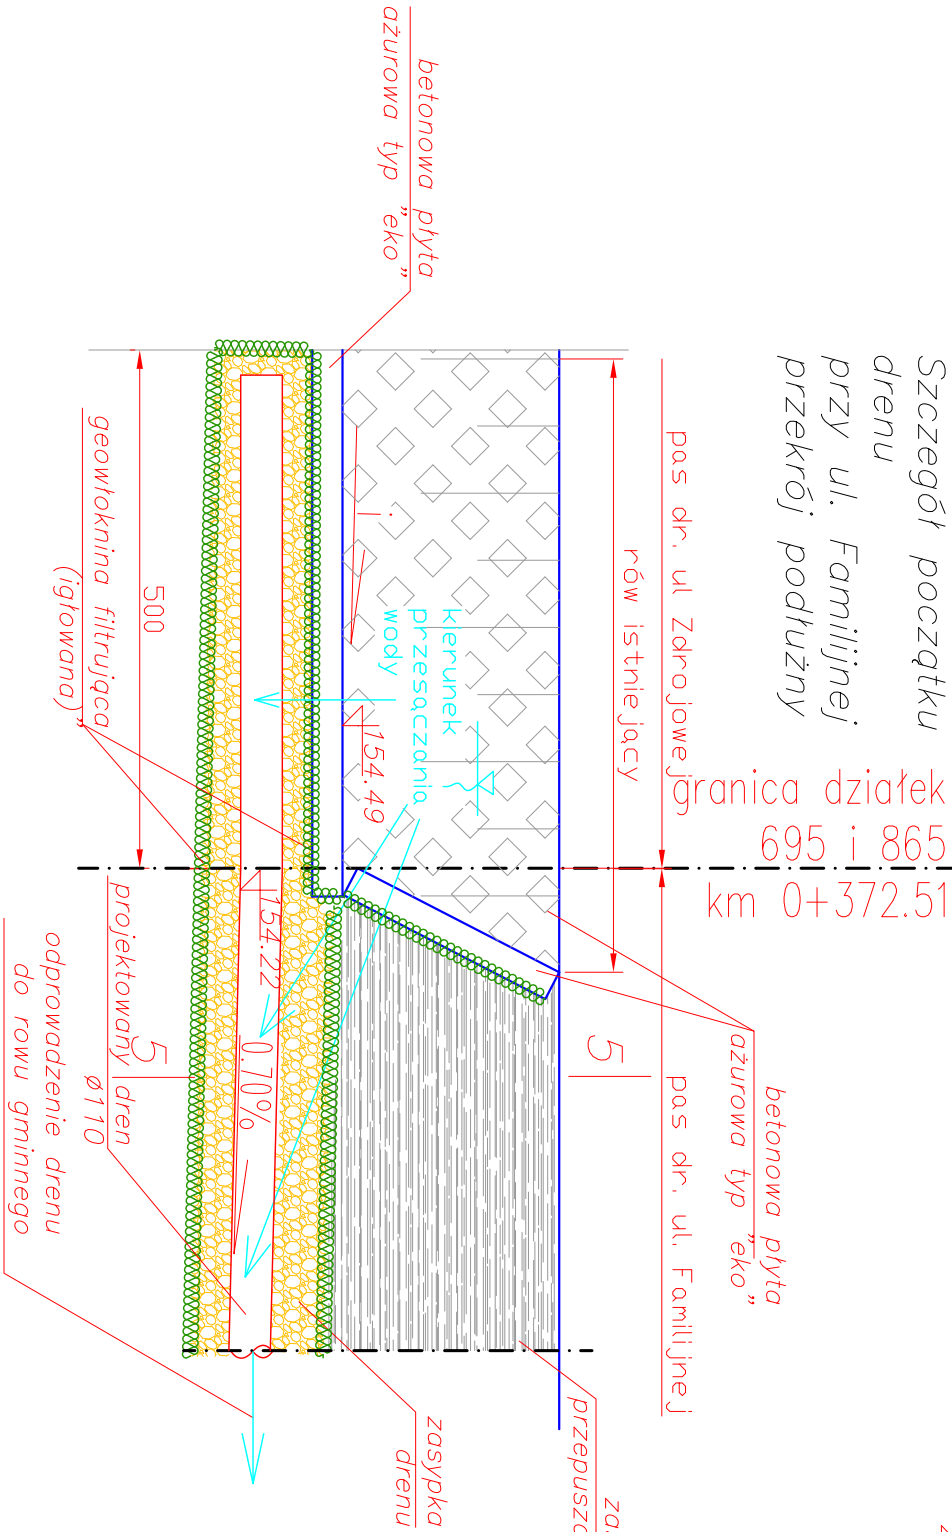 Szczegół początku
drenu
przy ul. Familijnej
przekrój podłużny
granica działek
695 i 865
km 0+372.51
pas dr. ul Zdrojowej
pas dr. ul. Familijnej
rów istniejący
betonowa płyta
ażurowa typ "eko"
betonowa płyta
ażurowa typ "eko"
kierunek
przesączania
wody
i
154.49
154.22
0.70%
5
5
500
geowłoknina filtrująca
(igłowana)
projektowany dren
ø110
odprowadzenie drenu
do rowu gminnego
zasypka
drenu